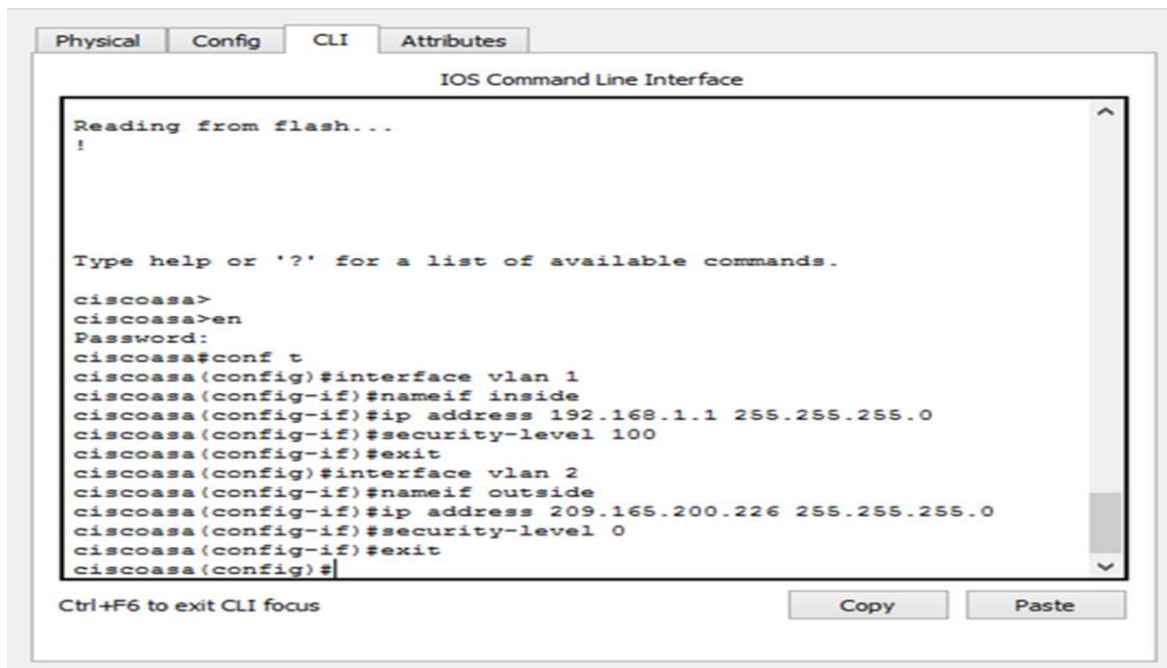 Physical Config CLI Attributes
IOS Command Line Interface
Reading from flash...
!
Type help or '?' for a list of available commands.
ciscoasa>
ciscoasa>en
Password:
ciscoasa#conf t
ciscoasa(config)#interface vlan 1
ciscoasa(config-if)#nameif inside
ciscoasa(config-if)#ip address 192.168.1.1 255.255.255.0
ciscoasa(config-if)#security-level 100
ciscoasa(config-if)#exit
ciscoasa(config)#interface vlan 2
ciscoasa(config-if)#nameif outside
ciscoasa(config-if)#ip address 209.165.200.226 255.255.255.0
ciscoasa(config-if)#security-level 0
ciscoasa(config-if)#exit
ciscoasa(config)#
Ctrl+F6 to exit CLI focus Copy Paste